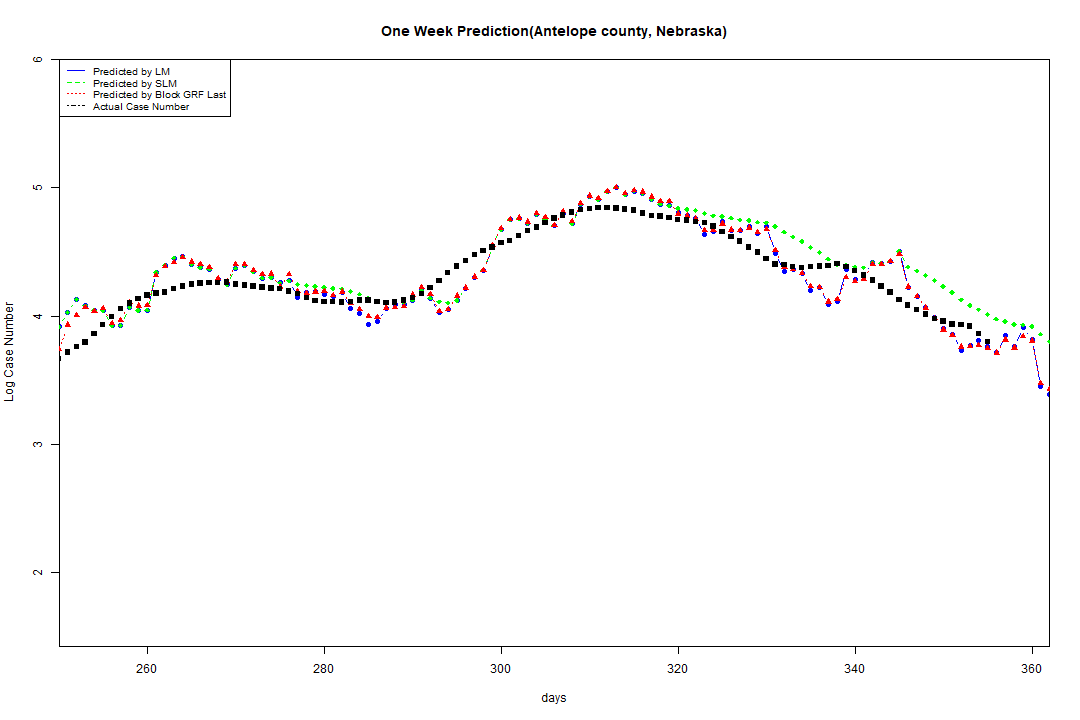 One Week Prediction(Antelope county, Nebraska)
6
Predicted by LM
Predicted by SLM
Predicted by Block GRF Last
Actual Case Number
5
4
3
2
Log Case Number
260
280
300
320
340
360
days